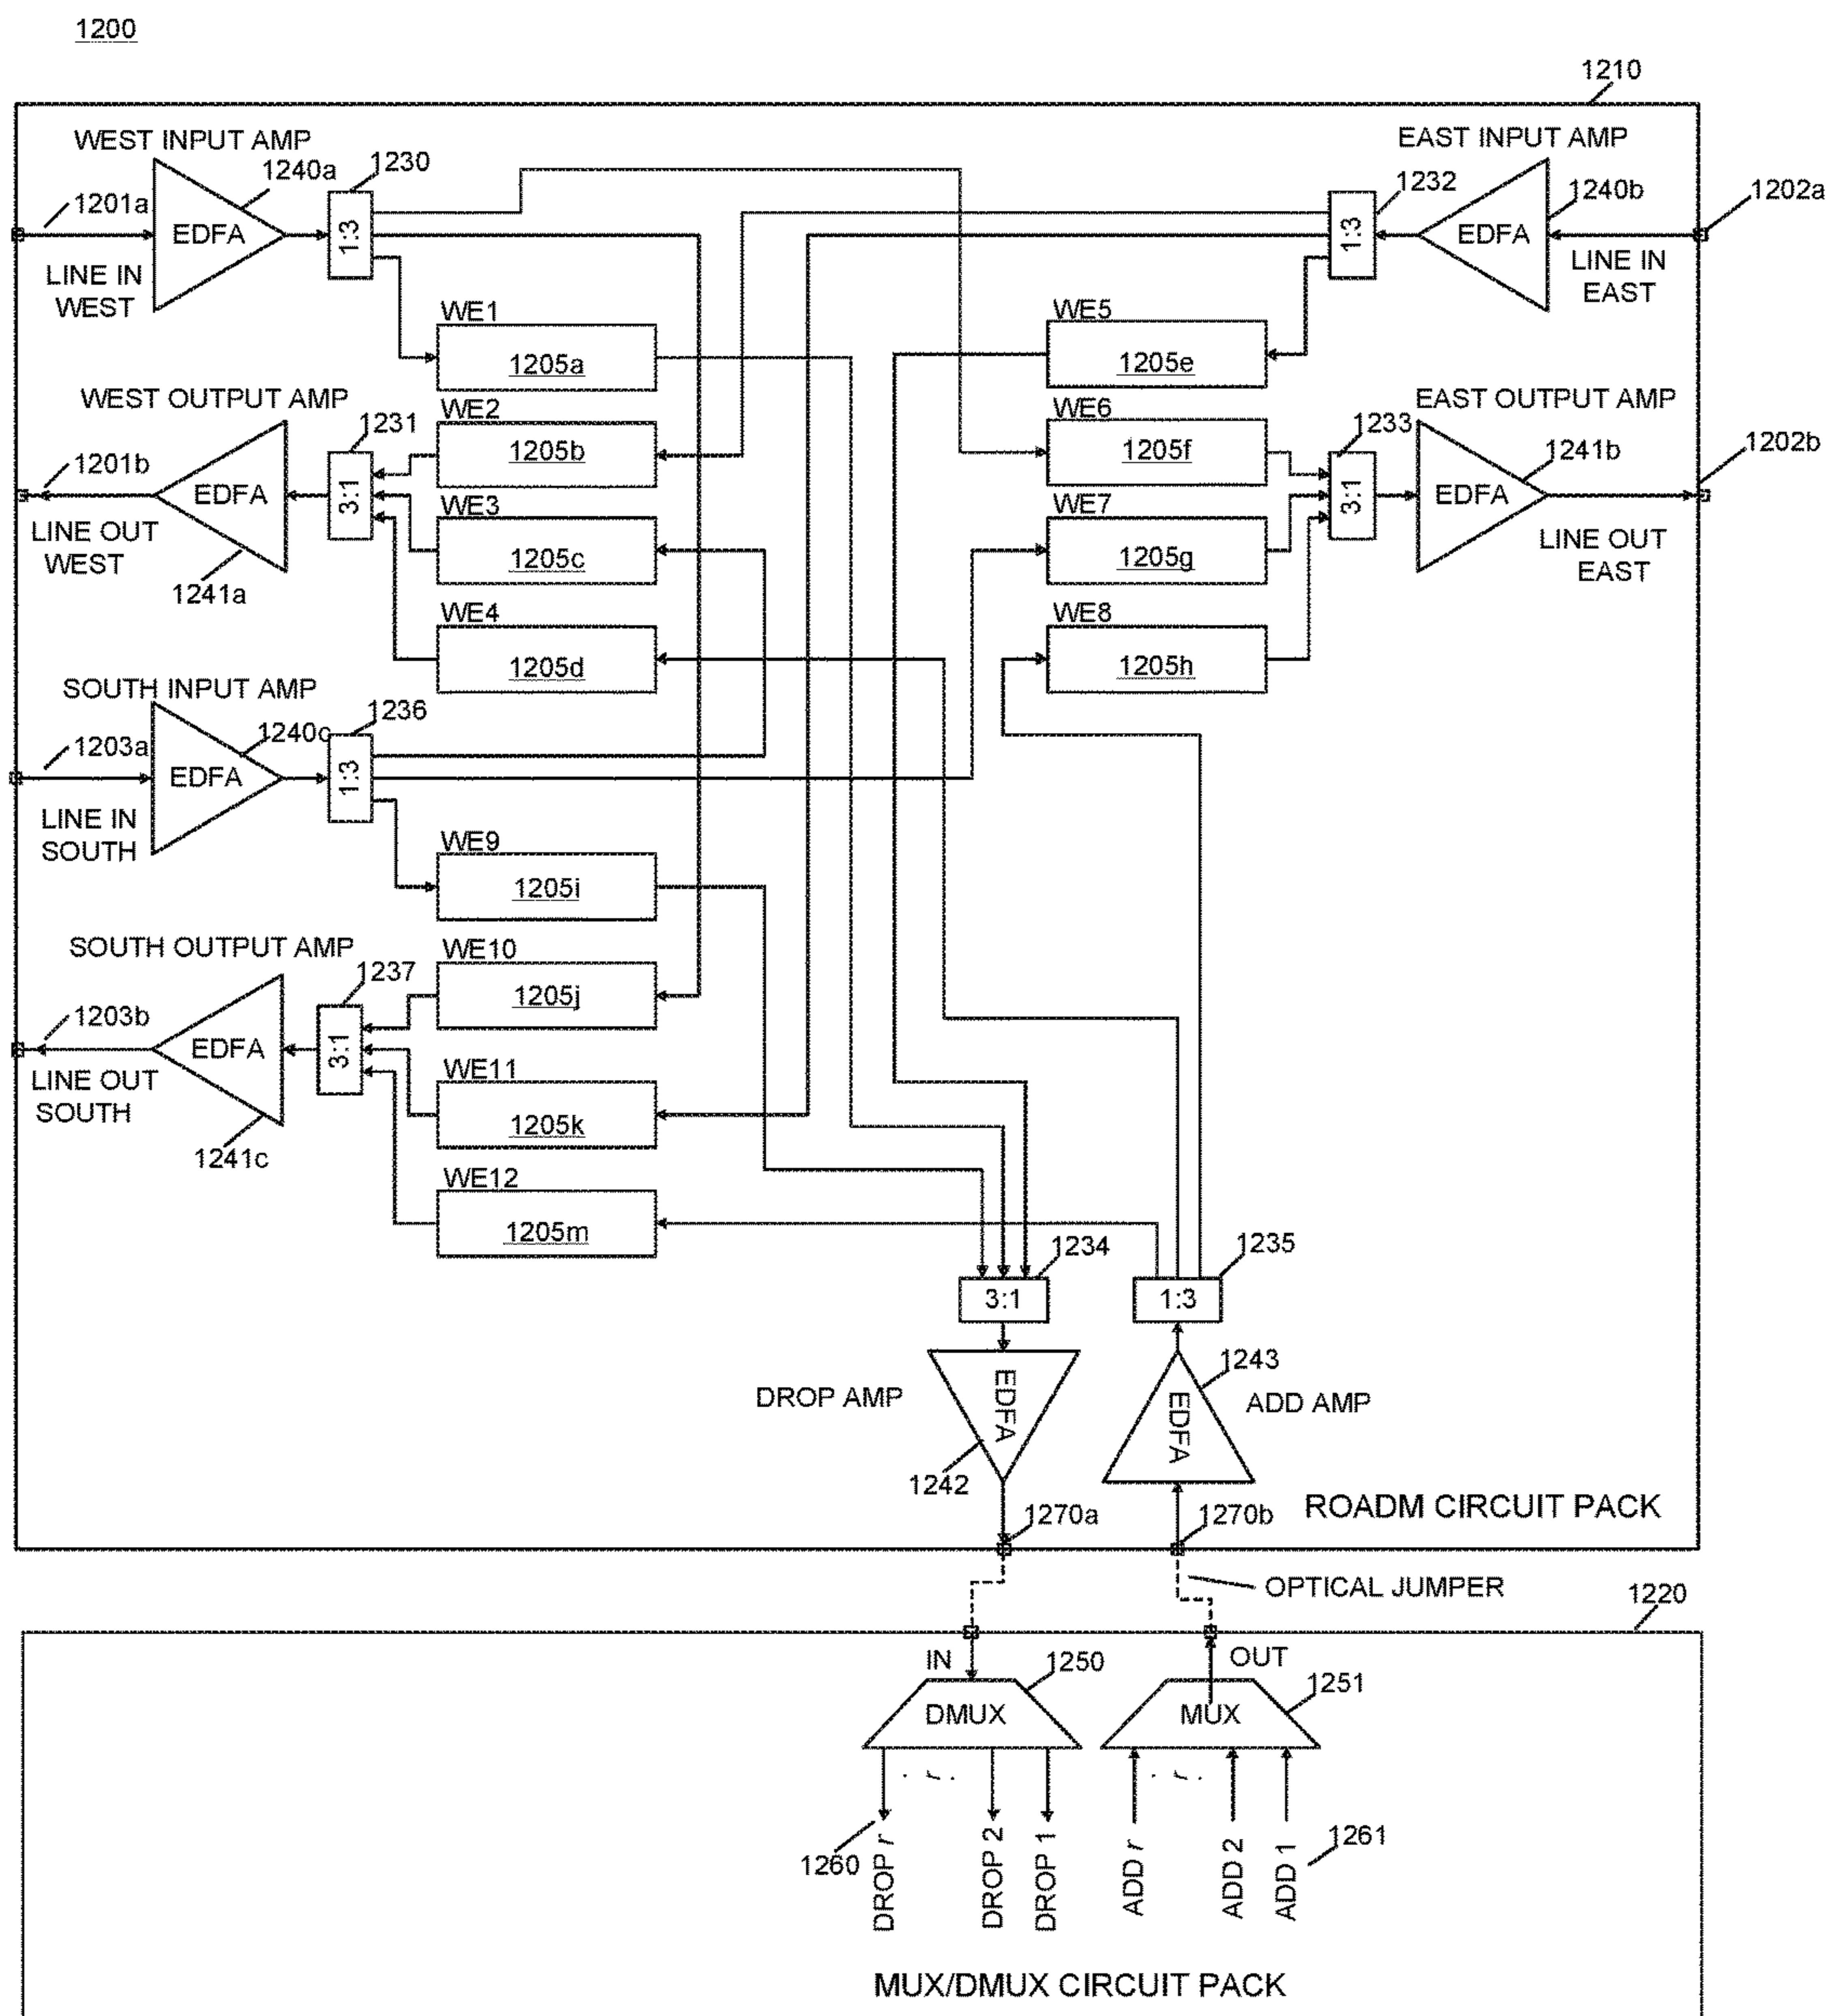 1200
1210
WEST INPUT AMP
EAST INPUT AMP
1240a
1230
1232
1201a
1240b
1202a
EDFA
1:3
1:3
EDFA
LINE IN
WEST
LINE IN
EAST
WE1
1205a
WE5
1205e
WEST OUTPUT AMP
EAST OUTPUT AMP
1231
WE2
1205b
WE6
1205f
1233
1201b
1241b
1202b
EDFA
3:1
3:1
EDFA
LINE OUT
WEST
WE3
1205c
WE7
1205g
LINE OUT
EAST
1241a
WE4
1205d
WE8
1205h
SOUTH INPUT AMP
1236
1240c
1203a
EDFA
1:3
LINE IN
SOUTH
WE9
1205i
SOUTH OUTPUT AMP
1237
WE10
1205j
1203b
EDFA
3:1
LINE OUT
SOUTH
WE11
1205k
1241c
WE12
1205m
1234
1235
3:1
1:3
DROP AMP
EDFA
1242
1243
EDFA
ADD AMP
1270a
1270b
ROADM CIRCUIT PACK
OPTICAL JUMPER
1220
IN
1250
OUT
1251
DMUX
MUX
. r .
. r .
1260
DROP r
DROP 2
DROP 1
ADD r
ADD 2
ADD 1
1261
MUX/DMUX CIRCUIT PACK